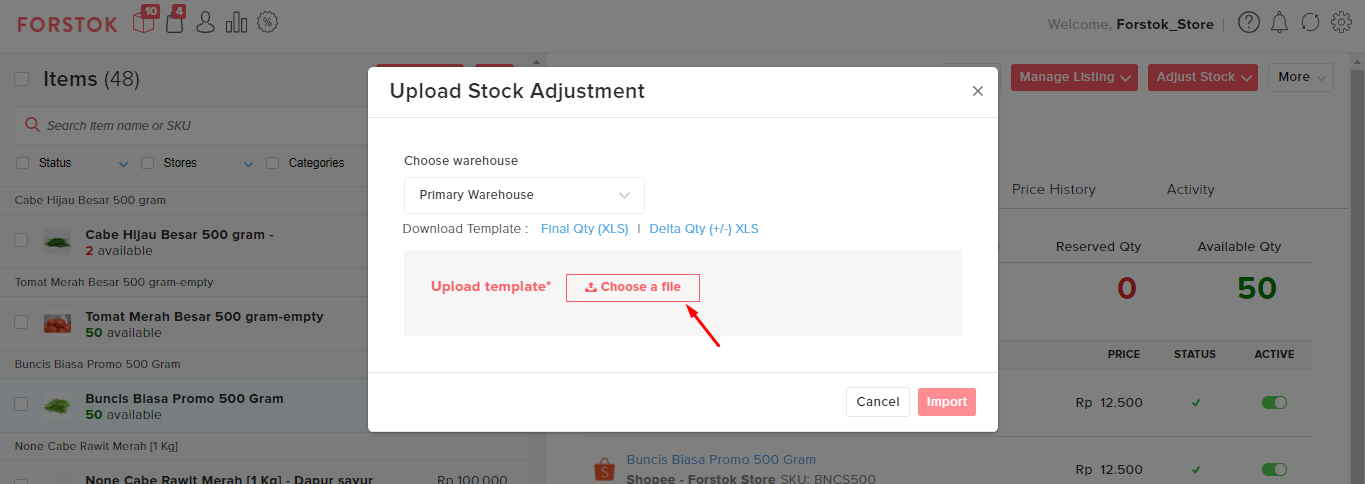 FORSTOK
10
4
Welcome, Forstok_Store
Items (48)
Manage Listing
Adjust Stock
More
Search item name or SKU
Status
Stores
Categories
Cabe Hijau Besar 500 gram
Cabe Hijau Besar 500 gram -
2 available
Tomat Merah Besar 500 gram-empty
Tomat Merah Besar 500 gram-empty
50 available
Buncis Biasa Promo 500 Gram
Buncis Biasa Promo 500 Gram
50 available
None Cabe Rawit Merah [1 Kg]
None Cabe Rawit Merah [1 Kg] - Dapur sayur
Rp 100.000
Upload Stock Adjustment
×
Choose warehouse
Primary Warehouse
Download Template : Final Qty (XLS) | Delta Qty (+/-) XLS
Upload template* Choose a file
Cancel
Import
Price History
Activity
Reserved Qty
Available Qty
0
50
PRICE
STATUS
ACTIVE
Rp 12.500
Buncis Biasa Promo 500 Gram
Shopee - Forstok Store SKU: BNCS500
Rp 12.500